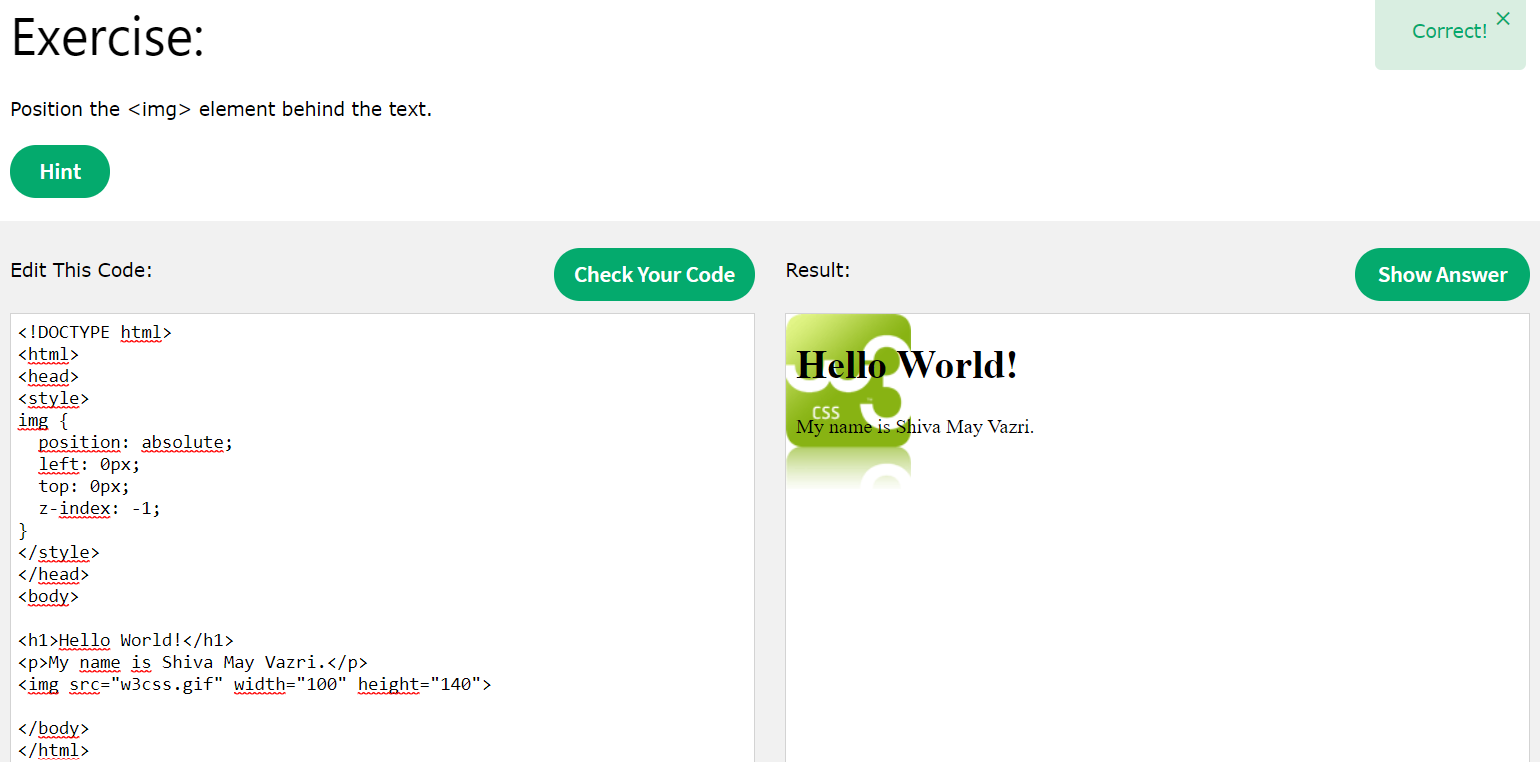 Exercise:
Correct! ×
Position the <img> element behind the text.
Hint
Edit This Code:
Check Your Code
Result:
Show Answer
<!DOCTYPE html>
<html>
<head>
<style>
img {
  position: absolute;
  left: 0px;
  top: 0px;
  z-index: -1;
}
</style>
</head>
<body>
<h1>Hello World!</h1>
<p>My name is Shiva May Vazri.</p>
<img src="w3css.gif" width="100" height="140">
</body>
</html>
Hello World!
CSS
My name is Shiva May Vazri.